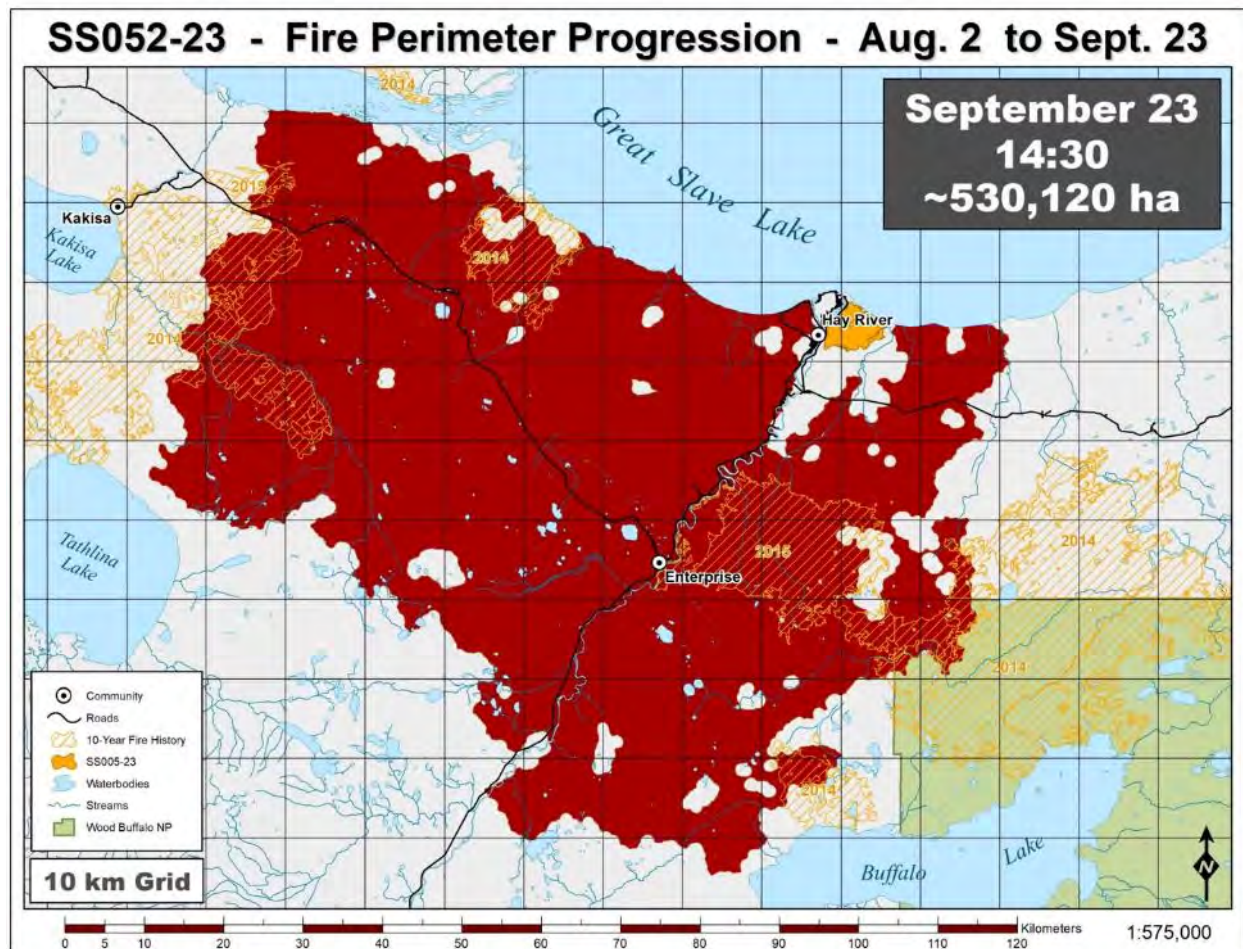 SS052-23 - Fire Perimeter Progression - Aug. 2 to Sept. 23
September 23
14:30
~530,120 ha
2014
Great Slave Lake
2019
Kakisa
Kakisa
Lake
2014
2014
Hay River
Tathlina
Lake
2015
Enterprise
2014
2014
2014
Buffalo
Lake
Community
Roads
10-Year Fire History
SS005-23
Waterbodies
Streams
Wood Buffalo NP
10 km Grid
N
Kilometers
0 5 10 20 30 40 50 60 70 80 90 100 110 120
1:575,000